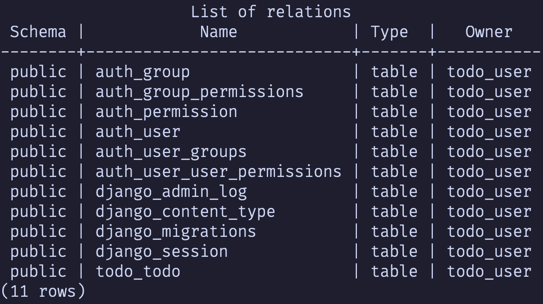 List of relations
Schema | Name | Type | Owner
--------+----------------------------+-------+-----------
public | auth_group | table | todo_user
public | auth_group_permissions | table | todo_user
public | auth_permission | table | todo_user
public | auth_user | table | todo_user
public | auth_user_groups | table | todo_user
public | auth_user_user_permissions | table | todo_user
public | django_admin_log | table | todo_user
public | django_content_type | table | todo_user
public | django_migrations | table | todo_user
public | django_session | table | todo_user
public | todo_todo | table | todo_user
(11 rows)